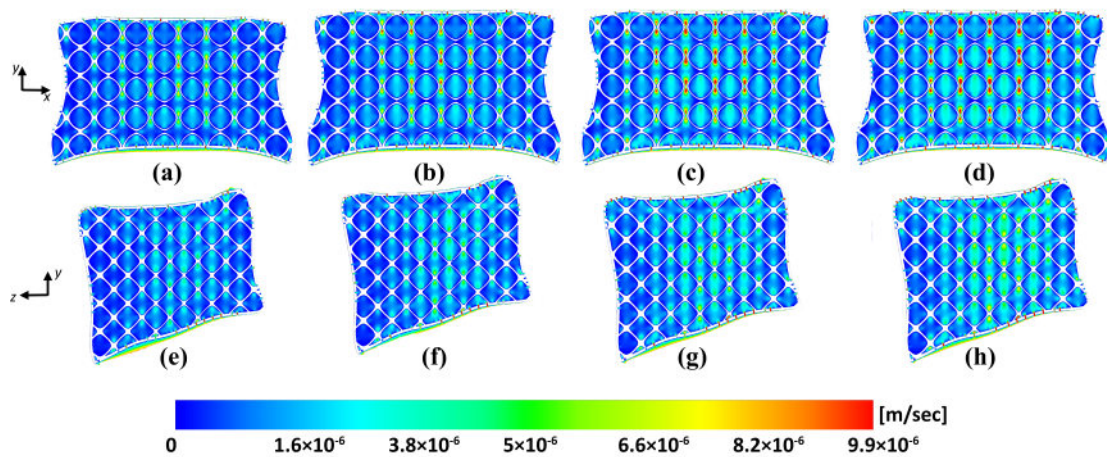 y
x
(a) (b) (c) (d)
y
z
(e) (f) (g) (h)
[m/sec]
0 1.6×10⁻⁶ 3.8×10⁻⁶ 5×10⁻⁶ 6.6×10⁻⁶ 8.2×10⁻⁶ 9.9×10⁻⁶